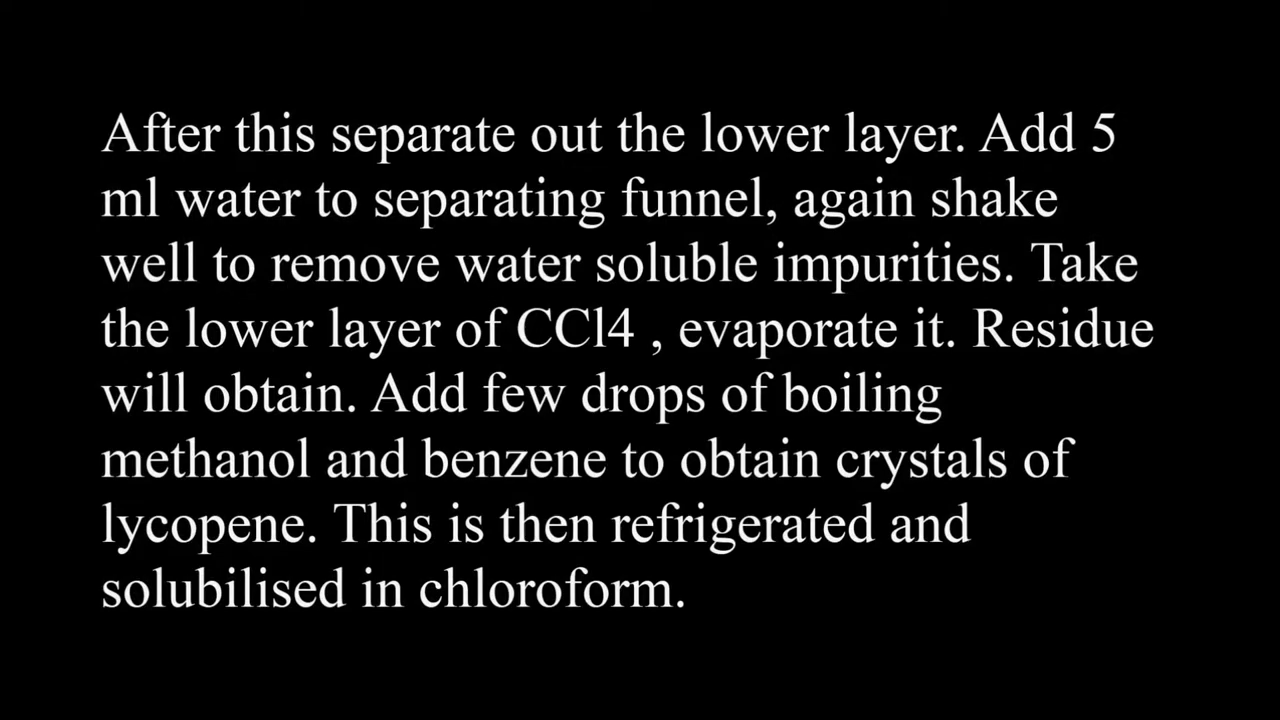 After this separate out the lower layer. Add 5
ml water to separating funnel, again shake
well to remove water soluble impurities. Take
the lower layer of CCl4 , evaporate it. Residue
will obtain. Add few drops of boiling
methanol and benzene to obtain crystals of
lycopene. This is then refrigerated and
solubilised in chloroform.